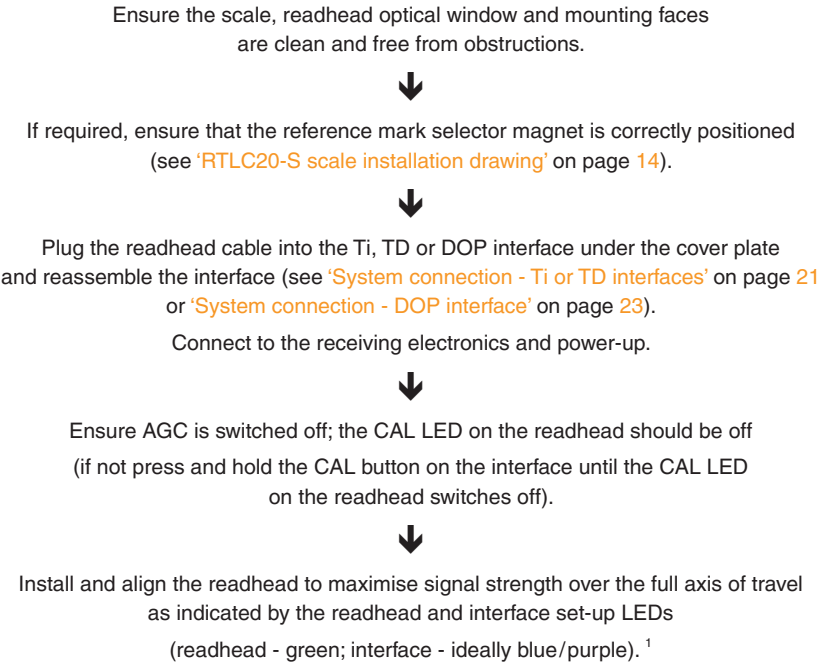 Ensure the scale, readhead optical window and mounting faces
are clean and free from obstructions.
If required, ensure that the reference mark selector magnet is correctly positioned
(see ‘RTLC20-S scale installation drawing’ on page 14).
Plug the readhead cable into the Ti, TD or DOP interface under the cover plate
and reassemble the interface (see ‘System connection - Ti or TD interfaces’ on page 21
or ‘System connection - DOP interface’ on page 23).
Connect to the receiving electronics and power-up.
Ensure AGC is switched off; the CAL LED on the readhead should be off
(if not press and hold the CAL button on the interface until the CAL LED
on the readhead switches off).
Install and align the readhead to maximise signal strength over the full axis of travel
as indicated by the readhead and interface set-up LEDs
(readhead - green; interface - ideally blue/purple). 1